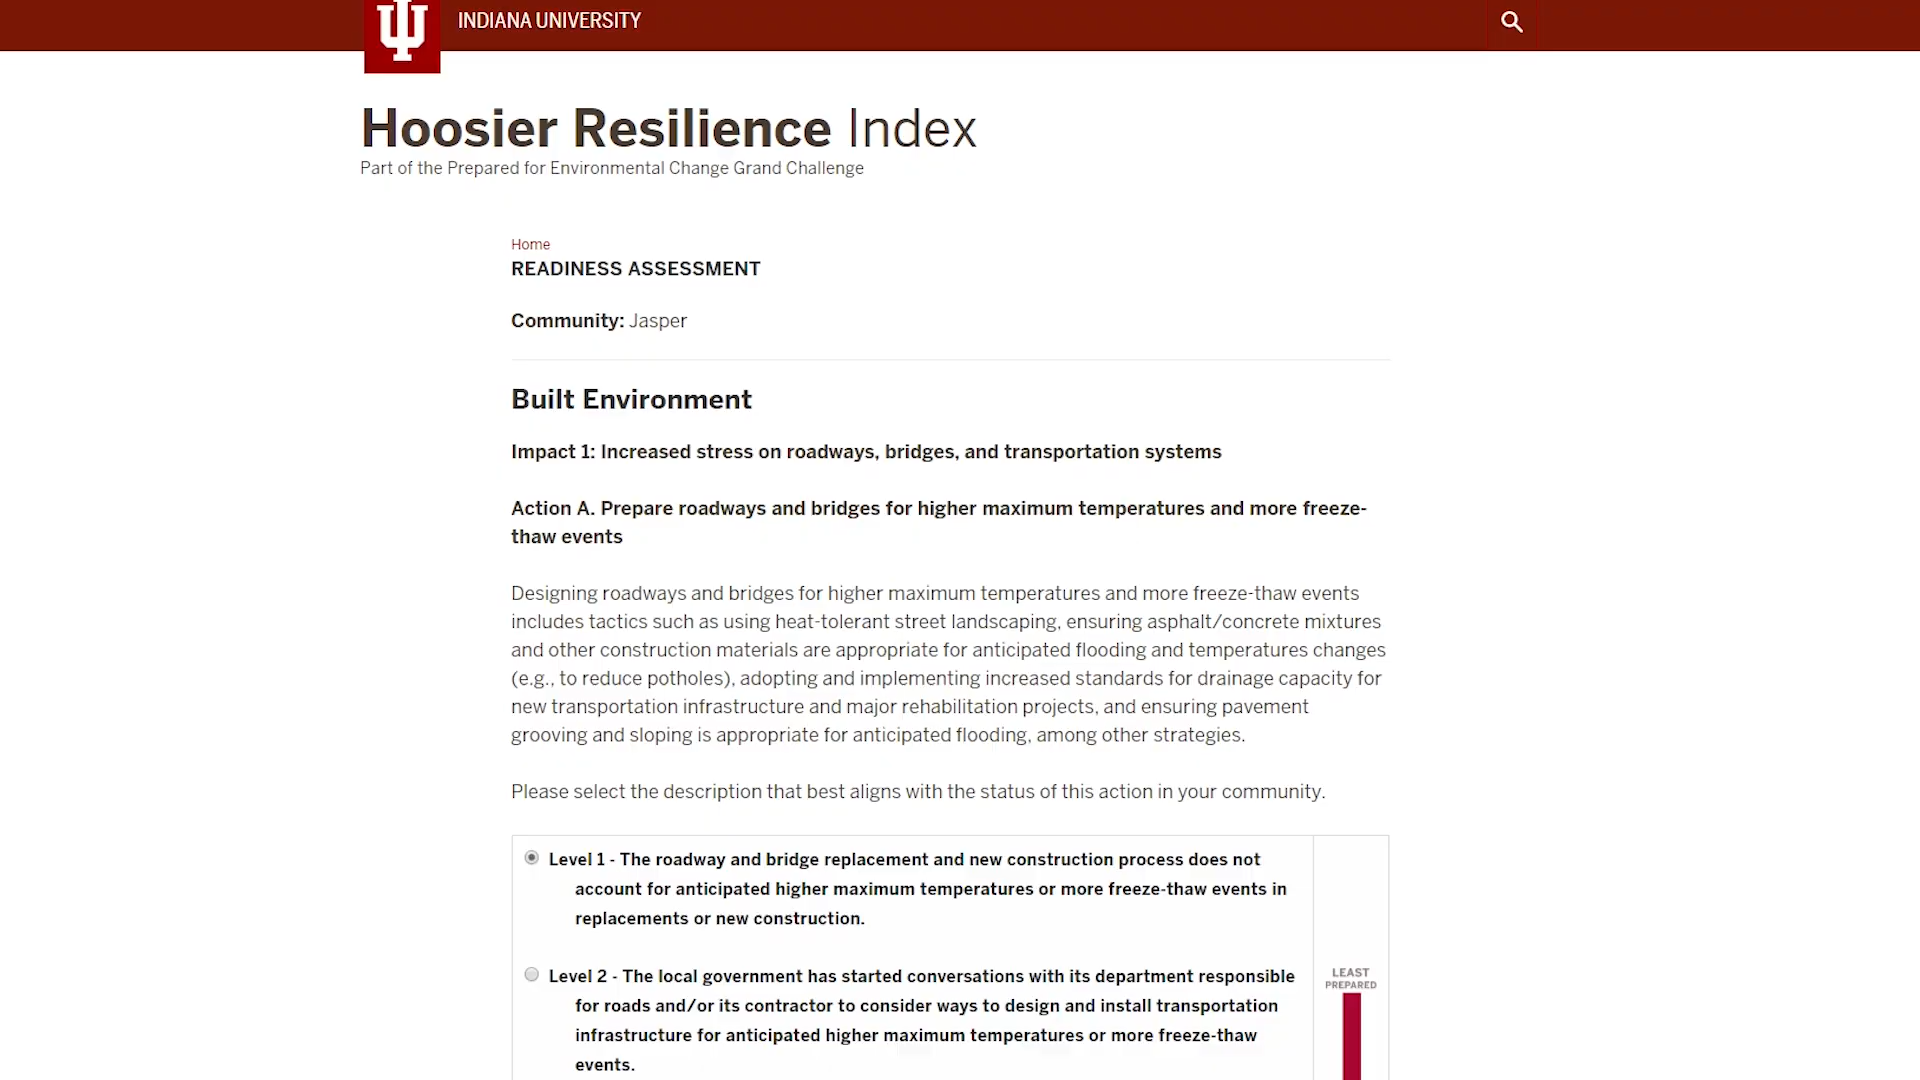 INDIANA UNIVERSITY
Hoosier Resilience Index
Part of the Prepared for Environmental Change Grand Challenge
Home
READINESS ASSESSMENT
Community: Jasper
Built Environment
Impact 1: Increased stress on roadways, bridges, and transportation systems
Action A. Prepare roadways and bridges for higher maximum temperatures and more freeze-
thaw events
Designing roadways and bridges for higher maximum temperatures and more freeze-thaw events
includes tactics such as using heat-tolerant street landscaping, ensuring asphalt/concrete mixtures
and other construction materials are appropriate for anticipated flooding and temperatures changes
(e.g., to reduce potholes), adopting and implementing increased standards for drainage capacity for
new transportation infrastructure and major rehabilitation projects, and ensuring pavement
grooving and sloping is appropriate for anticipated flooding, among other strategies.
Please select the description that best aligns with the status of this action in your community.
Level 1 - The roadway and bridge replacement and new construction process does not
account for anticipated higher maximum temperatures or more freeze-thaw events in
replacements or new construction.
Level 2 - The local government has started conversations with its department responsible
for roads and/or its contractor to consider ways to design and install transportation
infrastructure for anticipated higher maximum temperatures or more freeze-thaw
events.
LEAST
PREPARED